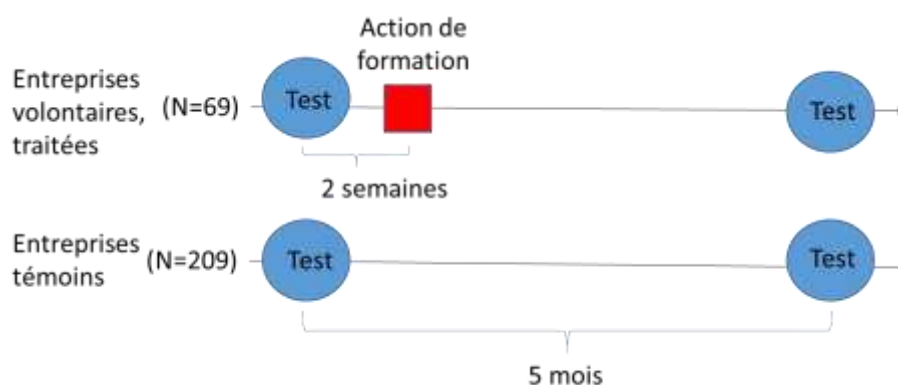 Action de
formation
Entreprises
volontaires, (N=69)
traitées
Test
Test
2 semaines
Entreprises
témoins (N=209)
Test
Test
5 mois